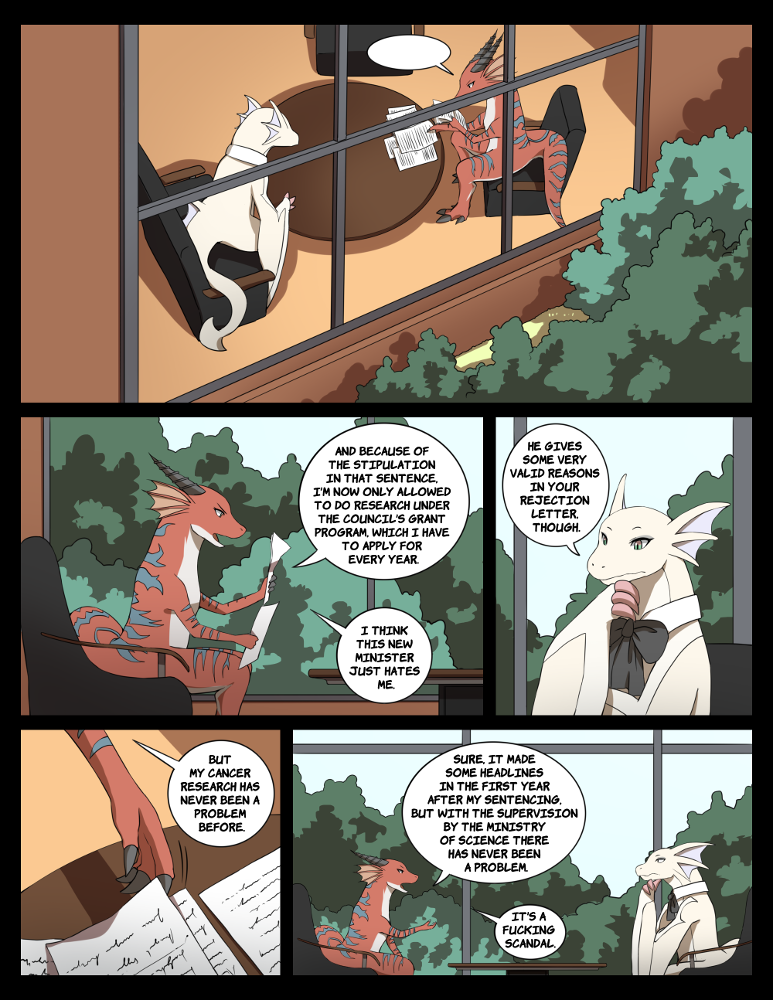 AND BECAUSE OF
THE STIPULATION
IN THAT SENTENCE,
I'M NOW ONLY ALLOWED
TO DO RESEARCH UNDER
THE COUNCIL'S GRANT
PROGRAM, WHICH I HAVE
TO APPLY FOR
EVERY YEAR.
I THINK
THIS NEW
MINISTER
JUST HATES
ME.
HE GIVES
SOME VERY
VALID REASONS
IN YOUR
REJECTION
LETTER,
THOUGH.
BUT
MY CANCER
RESEARCH HAS
NEVER BEEN A
PROBLEM
BEFORE.
SURE, IT MADE
SOME HEADLINES
IN THE FIRST YEAR
AFTER MY SENTENCING,
BUT WITH THE SUPERVISION
BY THE MINISTRY
OF SCIENCE THERE
HAS NEVER BEEN
A PROBLEM.
IT'S A
FUCKING
SCANDAL.